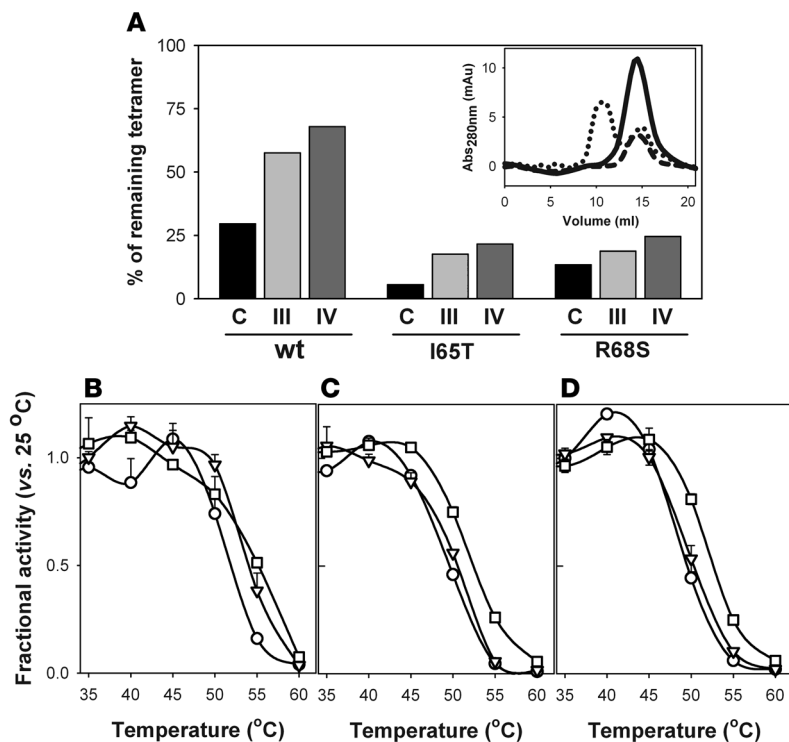 A
% of remaining tetramer
100
75
50
25
0
C III IV C III IV C III IV
wt I65T R68S
Abs280nm (mAu)
10
5
0
0 5 10 15 20
Volume (ml)
B C D
Fractional activity (vs. 25 °C)
1.0
0.5
0.0
35 40 45 50 55 60 35 40 45 50 55 60 35 40 45 50 55 60
Temperature (°C) Temperature (°C) Temperature (°C)